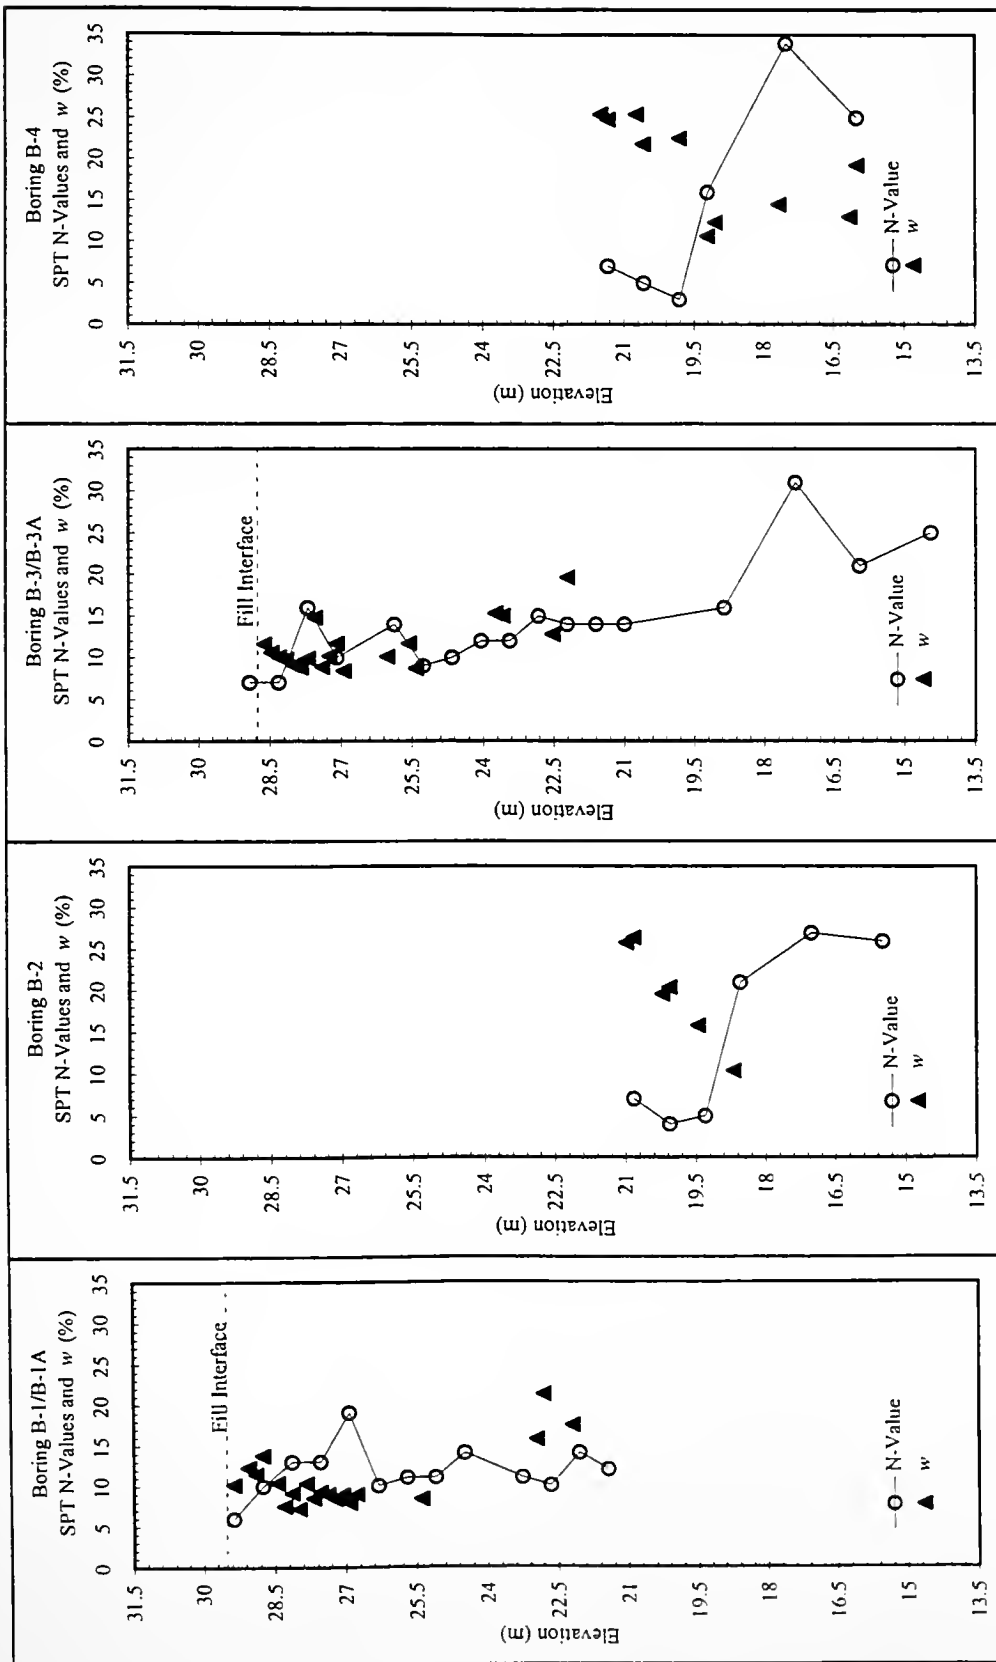 Boring B-1/B-1A
SPT N-Values and w (%)
0 5 10 15 20 25 30 35
31.5
30
28.5
27
25.5
24
22.5
21
19.5
18
16.5
15
13.5
Elevation (m)
Fill Interface
N-Value
w
Boring B-2
SPT N-Values and w (%)
0 5 10 15 20 25 30 35
31.5
30
28.5
27
25.5
24
22.5
21
19.5
18
16.5
15
13.5
Elevation (m)
N-Value
w
Boring B-3/B-3A
SPT N-Values and w (%)
0 5 10 15 20 25 30 35
31.5
30
28.5
27
25.5
24
22.5
21
19.5
18
16.5
15
13.5
Elevation (m)
Fill Interface
N-Value
w
Boring B-4
SPT N-Values and w (%)
0 5 10 15 20 25 30 35
31.5
30
28.5
27
25.5
24
22.5
21
19.5
18
16.5
15
13.5
Elevation (m)
N-Value
w